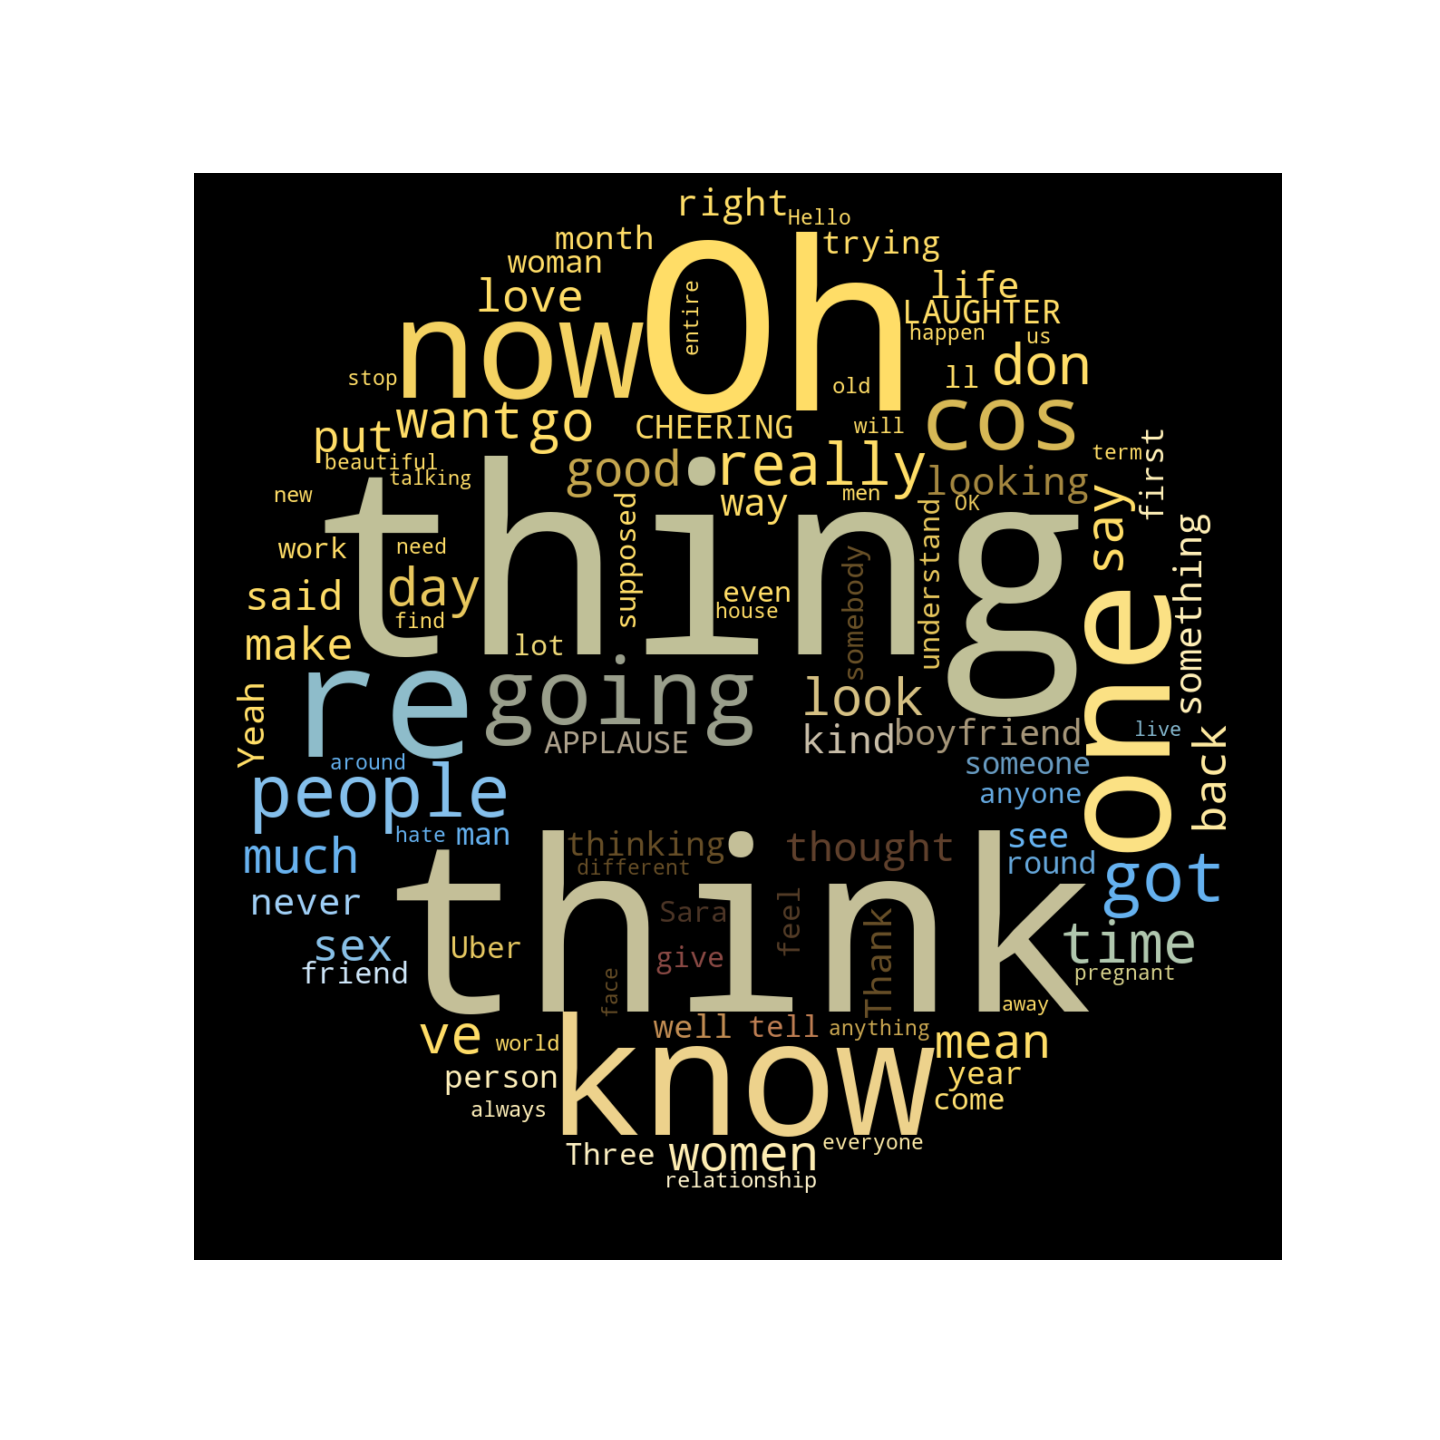 right
Hello
month
Oh
trying
woman
love
entire
life
LAUGHTER
now
happen
us
stop
old
ll
don
put
want
go
CHEERING
will
cos
beautiful
talking
good
really
looking
term
first
new
thing
way
men
OK
say
work
need
supposed
somebody
understand
something
said
day
even
house
find
make
lot
one
Yeah
re
going
look
APPLAUSE
kind
boyfriend
live
around
someone
back
people
anyone
hate
man
thinking
thought
see
much
different
round
got
never
think
Sara
feel
Thank
time
sex
Uber
give
friend
face
pregnant
away
ve
world
know
well
tell
anything
mean
person
year
always
come
Three
women
everyone
relationship